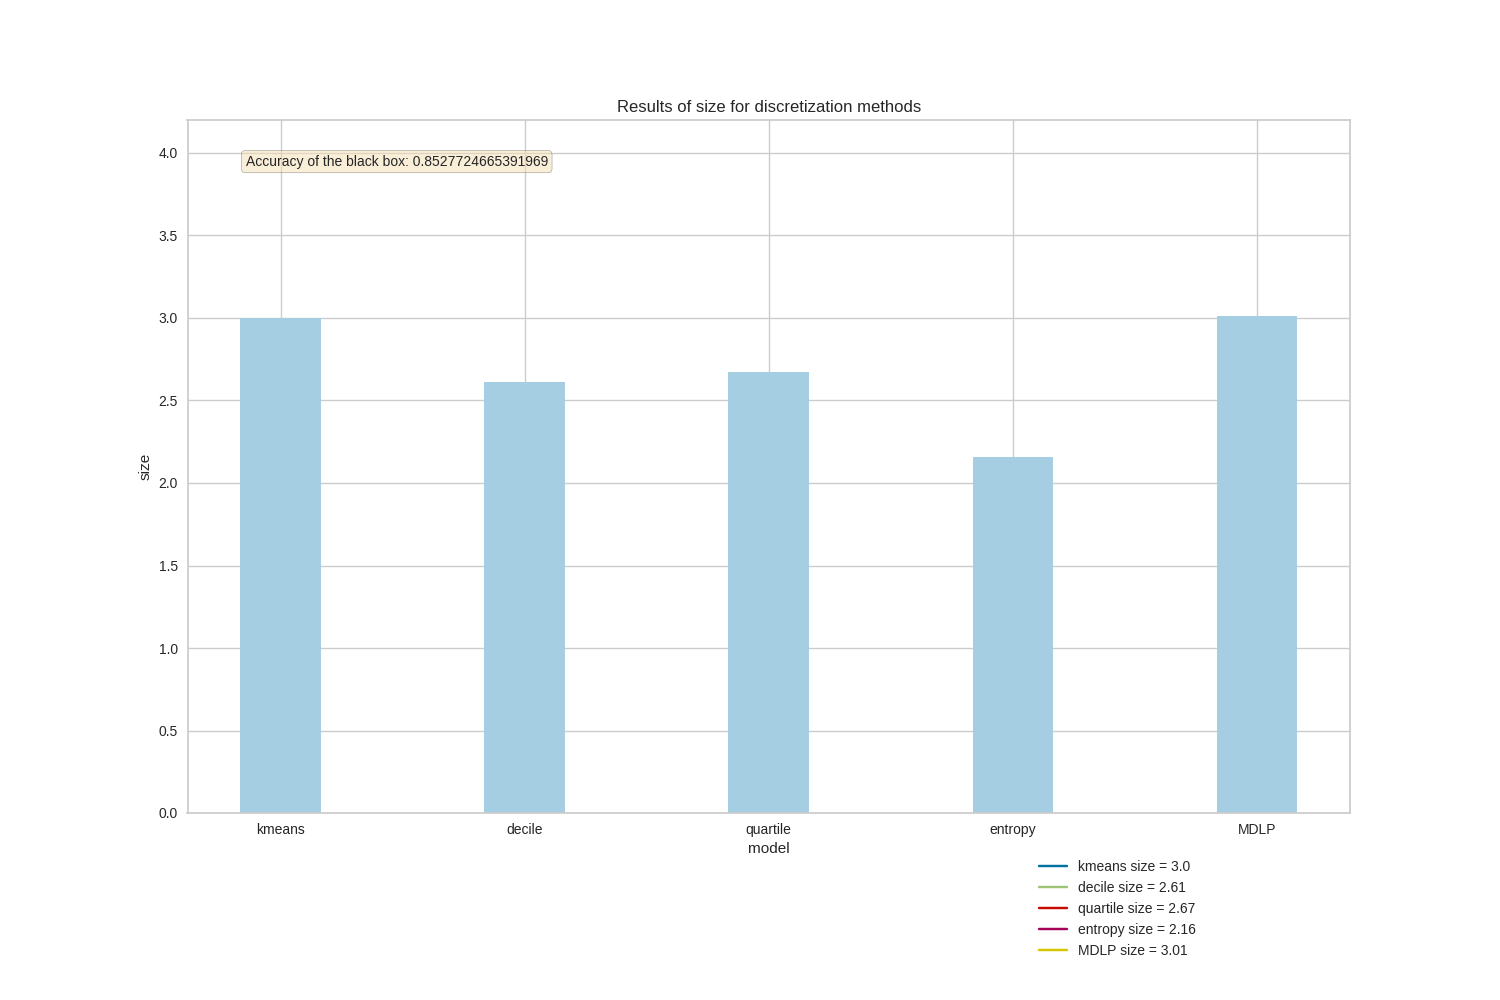 Results of size for discretization methods
Accuracy of the black box: 0.8527724665391969
4.0
3.5
3.0
2.5
2.0
1.5
1.0
0.5
0.0
size
kmeans decile quartile entropy MDLP
model
kmeans size = 3.0
decile size = 2.61
quartile size = 2.67
entropy size = 2.16
MDLP size = 3.01